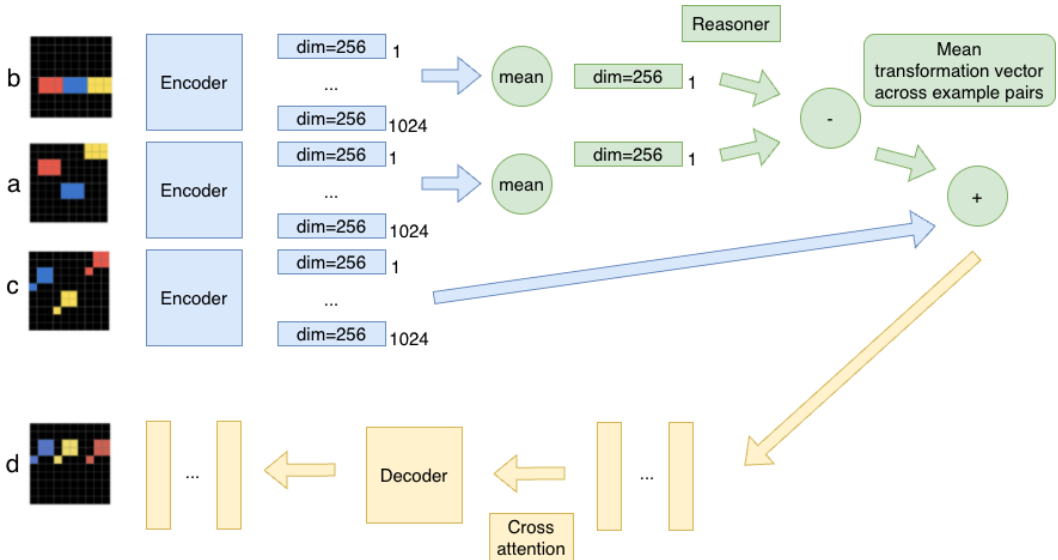 b
Encoder
dim=256 1
...
dim=256 1024
mean
dim=256 1
Reasoner
-
Mean
transformation vector
across example pairs
a
Encoder
dim=256 1
...
dim=256 1024
mean
dim=256 1
+
c
Encoder
dim=256 1
...
dim=256 1024
d
...
Decoder
Cross
attention
...